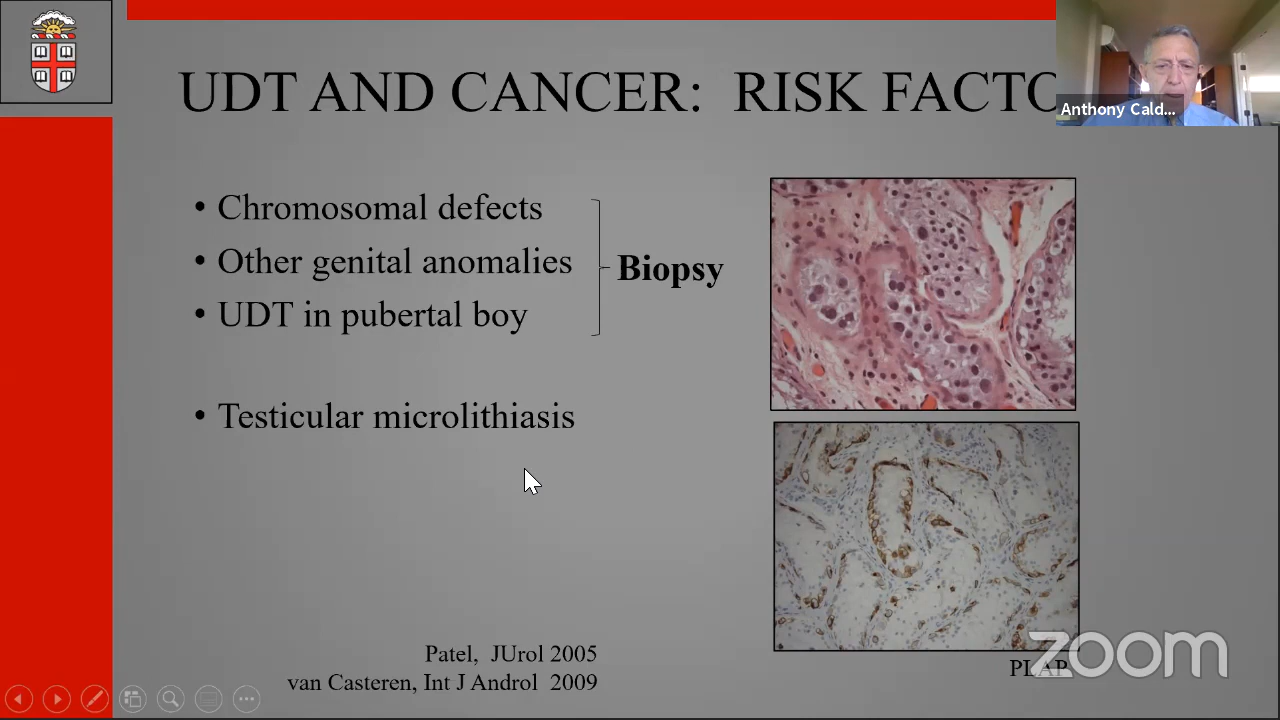 UDT AND CANCER: RISK FACTO
Anthony Cald...
• Chromosomal defects
• Other genital anomalies
• UDT in pubertal boy
Biopsy
• Testicular microlithiasis
Patel, JUrol 2005
van Casteren, Int J Androl 2009
PLAP
zoom